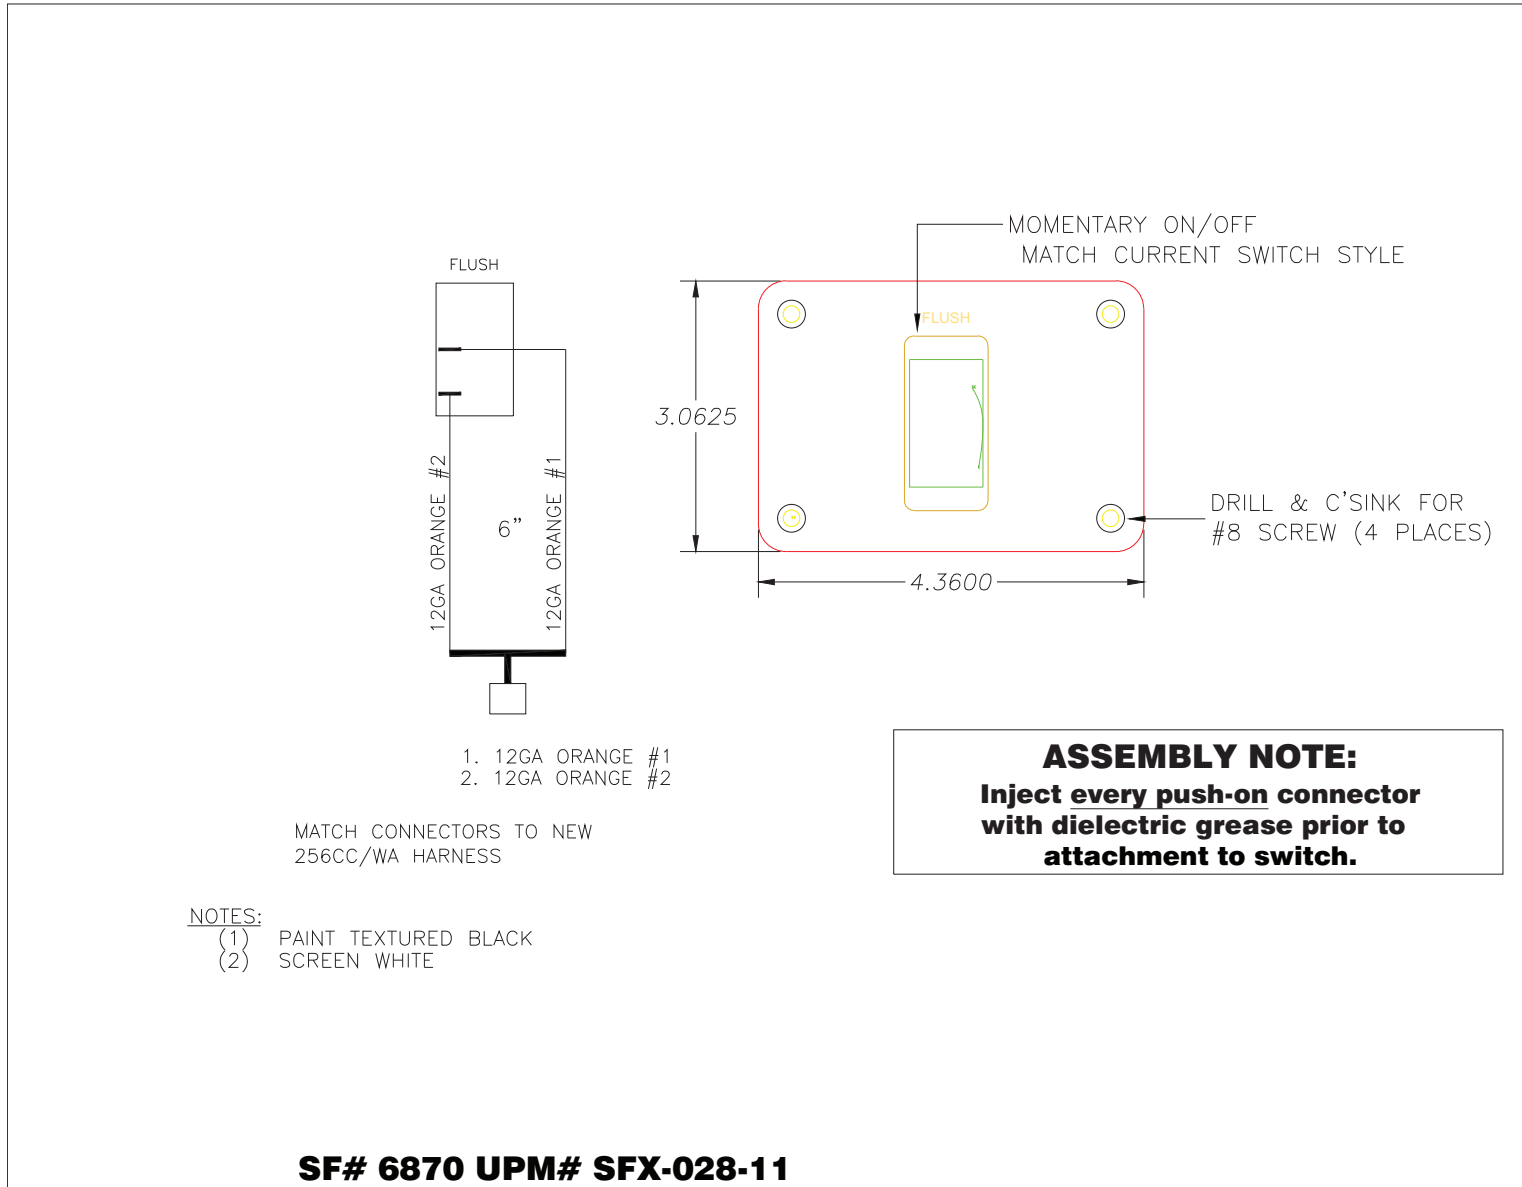 MOMENTARY ON/OFF
MATCH CURRENT SWITCH STYLE
FLUSH
FLUSH
3.0625
12GA ORANGE #2
6”
12GA ORANGE #1
DRILL & C'SINK FOR
#8 SCREW (4 PLACES)
4.3600
1. 12GA ORANGE #1
2. 12GA ORANGE #2
MATCH CONNECTORS TO NEW
256CC/WA HARNESS
ASSEMBLY NOTE:
Inject every push-on connector
with dielectric grease prior to
attachment to switch.
NOTES:
(1) PAINT TEXTURED BLACK
(2) SCREEN WHITE
SF# 6870 UPM# SFX-028-11